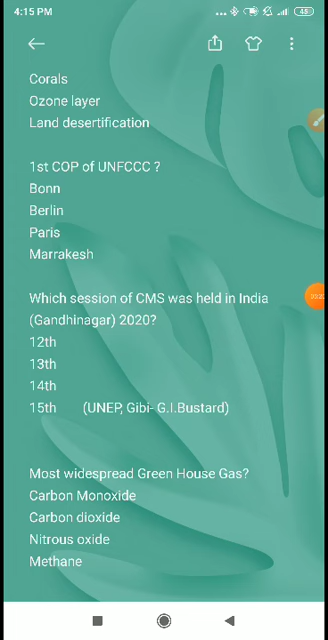 4:15 PM
48
Corals
Ozone layer
Land desertification
1st COP of UNFCCC ?
Bonn
Berlin
Paris
Marrakesh
Which session of CMS was held in India
(Gandhinagar) 2020?
12th
13th
14th
15th (UNEP, Gibi- G.I.Bustard)
Most widespread Green House Gas?
Carbon Monoxide
Carbon dioxide
Nitrous oxide
Methane